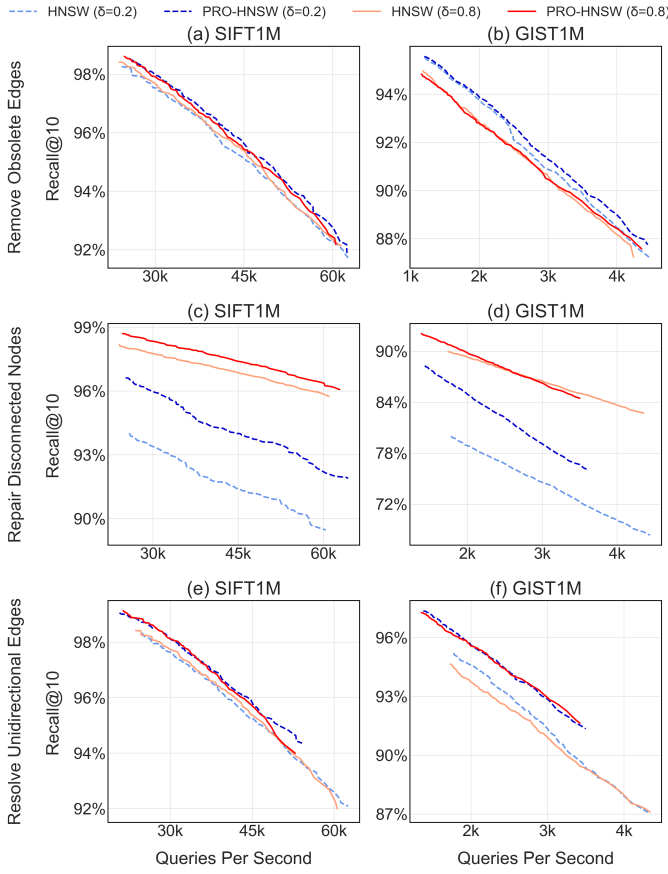 HNSW (δ=0.2) PRO-HNSW (δ=0.2) HNSW (δ=0.8) PRO-HNSW (δ=0.8)
(a) SIFT1M (b) GIST1M
Remove Obsolete Edges
Recall@10
98%
96%
94%
92%
30k 45k 60k
94%
92%
90%
88%
1k 2k 3k 4k
(c) SIFT1M (d) GIST1M
Repair Disconnected Nodes
Recall@10
99%
96%
93%
90%
30k 45k 60k
90%
84%
78%
72%
2k 3k 4k
(e) SIFT1M (f) GIST1M
Resolve Unidirectional Edges
Recall@10
98%
96%
94%
92%
30k 45k 60k
96%
93%
90%
87%
2k 3k 4k
Queries Per Second Queries Per Second